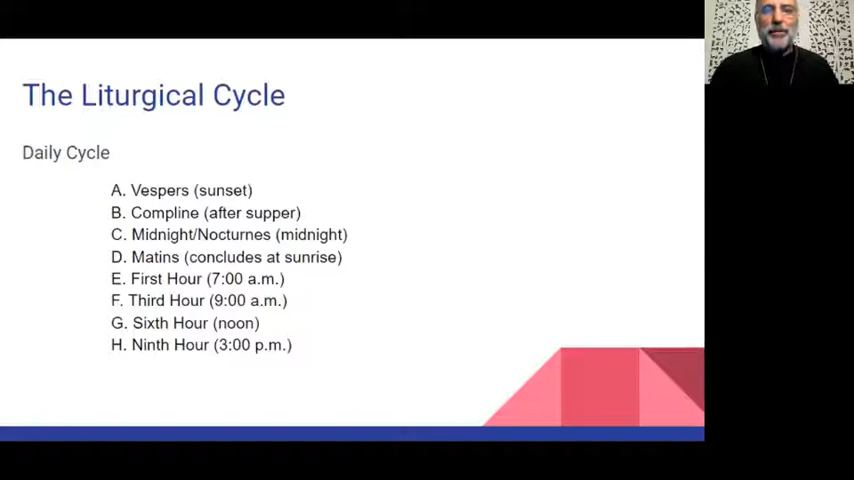 The Liturgical Cycle
Daily Cycle
A. Vespers (sunset)
B. Compline (after supper)
C. Midnight/Nocturnes (midnight)
D. Matins (concludes at sunrise)
E. First Hour (7:00 a.m.)
F. Third Hour (9:00 a.m.)
G. Sixth Hour (noon)
H. Ninth Hour (3:00 p.m.)